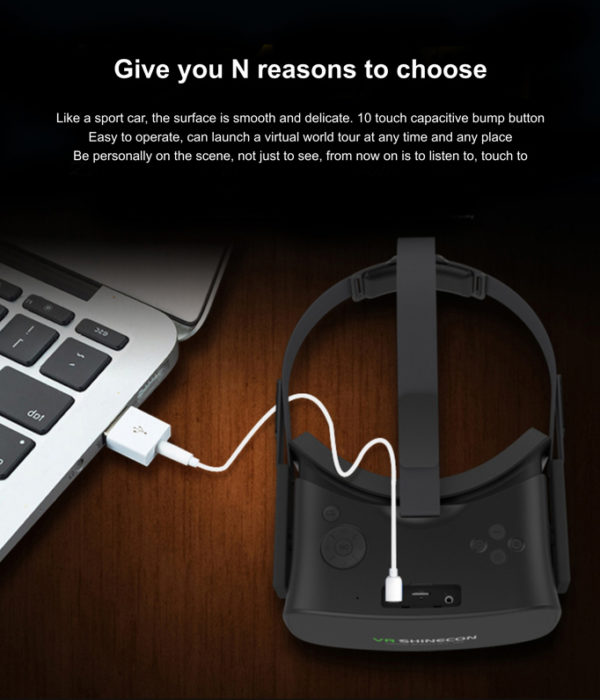 Give you N reasons to choose
Like a sport car, the surface is smooth and delicate. 10 touch capacitive bump button
Easy to operate, can launch a virtual world tour at any time and any place
Be personally on the scene, not just to see, from now on is to listen to, touch to
VR SHINECON